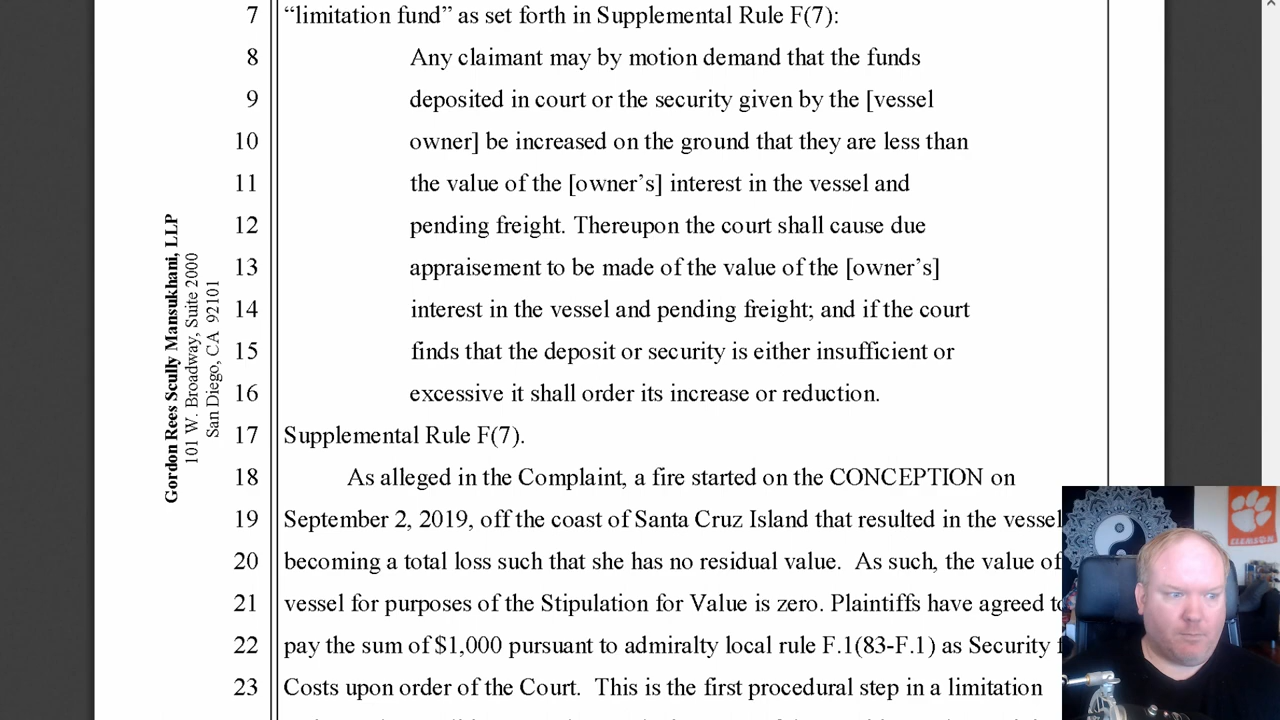 7 “limitation fund” as set forth in Supplemental Rule F(7):
8 Any claimant may by motion demand that the funds
9 deposited in court or the security given by the [vessel
10 owner] be increased on the ground that they are less than
11 the value of the [owner’s] interest in the vessel and
12 pending freight. Thereupon the court shall cause due
13 appraisement to be made of the value of the [owner’s]
14 interest in the vessel and pending freight; and if the court
15 finds that the deposit or security is either insufficient or
16 excessive it shall order its increase or reduction.
17 Supplemental Rule F(7).
18 As alleged in the Complaint, a fire started on the CONCEPTION on
19 September 2, 2019, off the coast of Santa Cruz Island that resulted in the vessel
20 becoming a total loss such that she has no residual value. As such, the value of
21 vessel for purposes of the Stipulation for Value is zero. Plaintiffs have agreed
22 pay the sum of $1,000 pursuant to admiralty local rule F.1(83-F.1) as Security
23 Costs upon order of the Court. This is the first procedural step in a limitation
Gordon Rees Scully Mansukhani, LLP
101 W. Broadway, Suite 2000
San Diego, CA 92101
CLEMSON